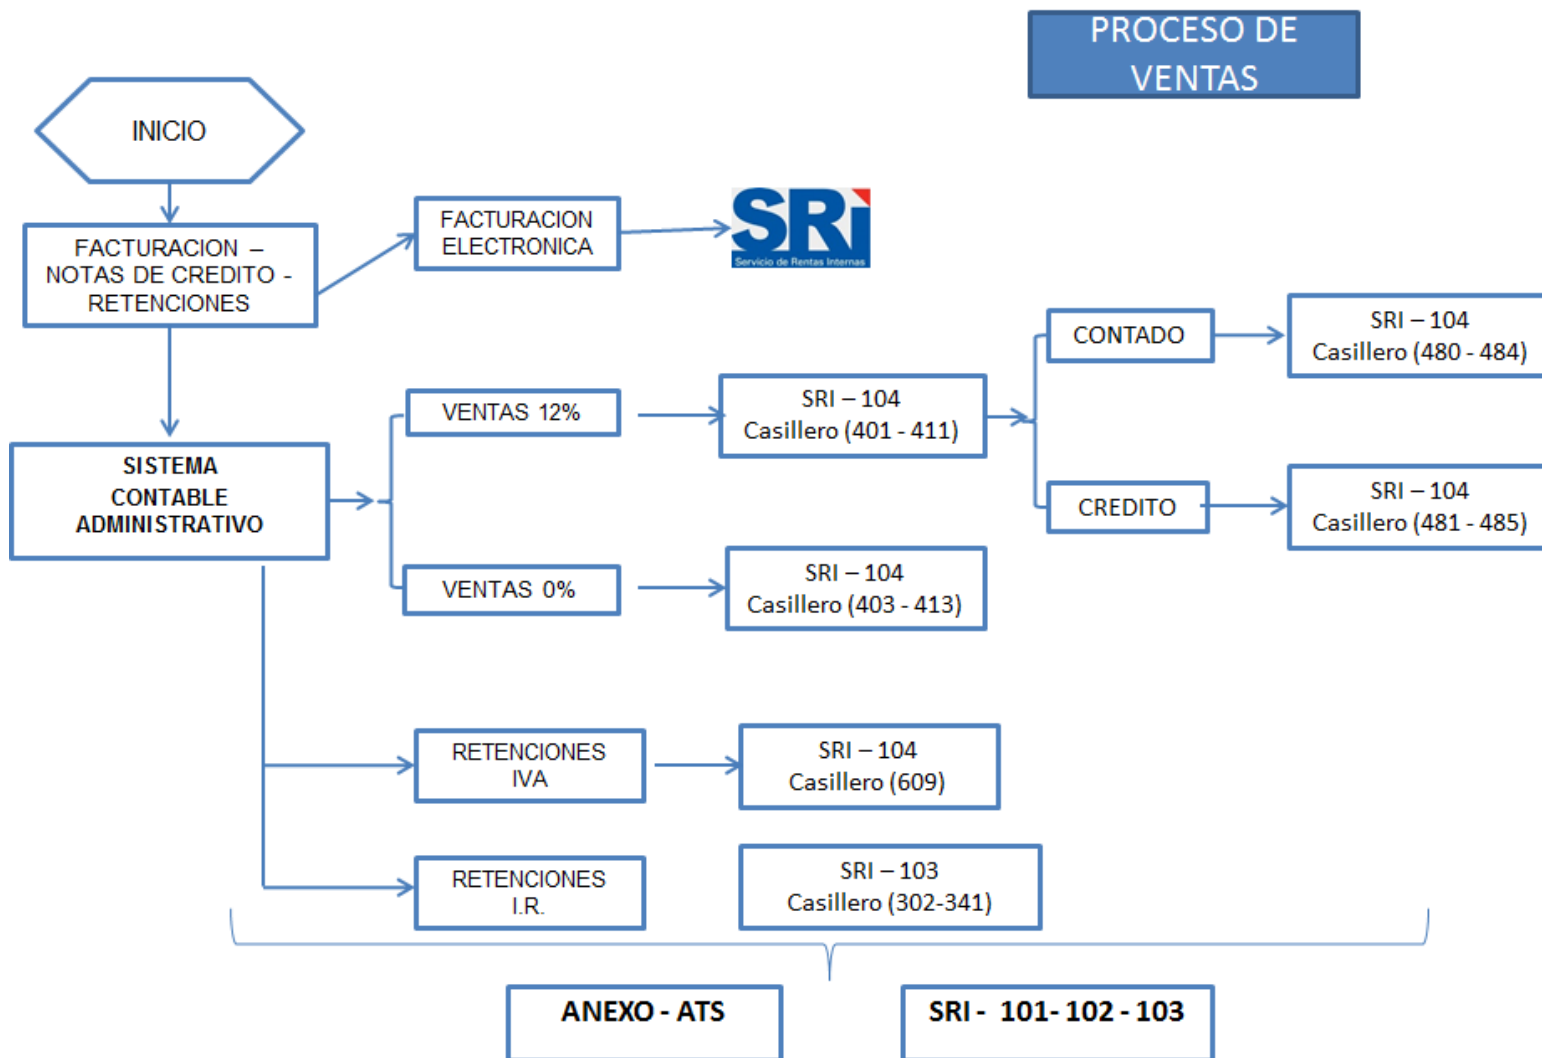 PROCESO DE
VENTAS
INICIO
FACTURACION –
NOTAS DE CREDITO -
RETENCIONES
FACTURACION
ELECTRONICA
SRi
Servicio de Rentas Internas
SISTEMA
CONTABLE
ADMINISTRATIVO
VENTAS 12%
SRI – 104
Casillero (401 - 411)
CONTADO
SRI – 104
Casillero (480 - 484)
CREDITO
SRI – 104
Casillero (481 - 485)
VENTAS 0%
SRI – 104
Casillero (403 - 413)
RETENCIONES
IVA
SRI – 104
Casillero (609)
RETENCIONES
I.R.
SRI – 103
Casillero (302-341)
ANEXO - ATS
SRI - 101- 102 - 103